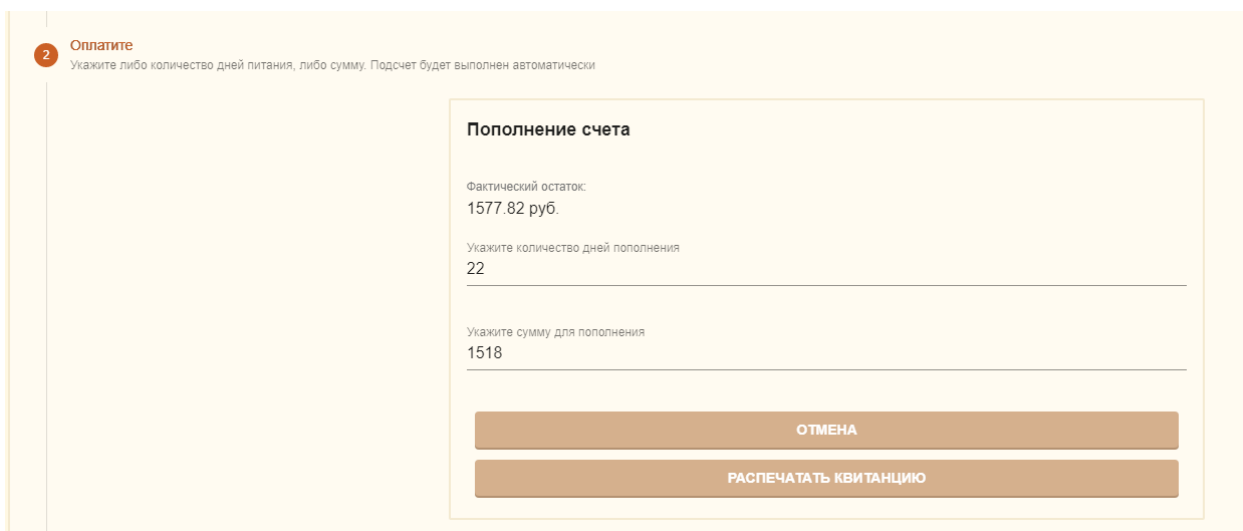 2
Оплатите
Укажите либо количество дней питания, либо сумму. Подсчет будет выполнен автоматически
Пополнение счета
Фактический остаток:
1577.82 руб.
Укажите количество дней пополнения
22
Укажите сумму для пополнения
1518
ОТМЕНА
РАСПЕЧАТАТЬ КВИТАНЦИЮ